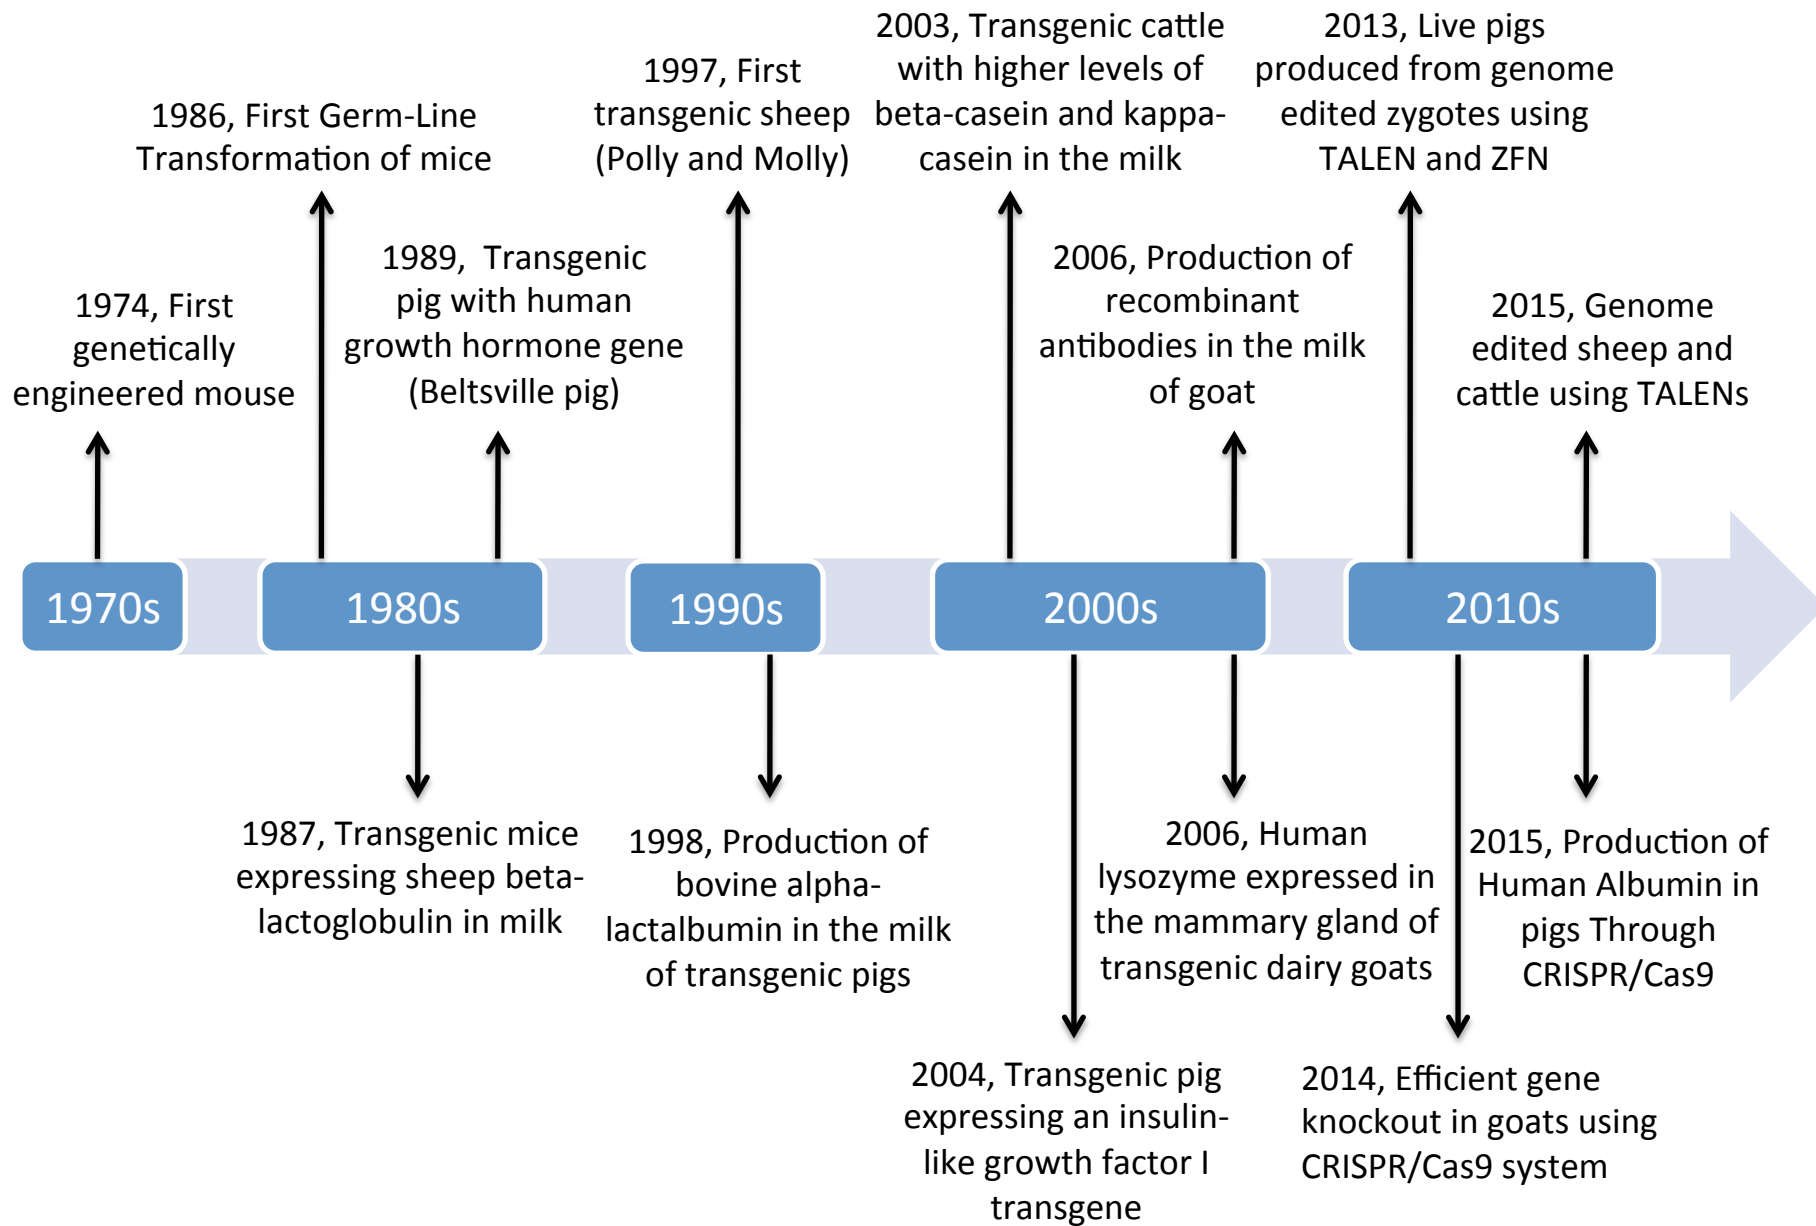 2003, Transgenic cattle
with higher levels of
beta-casein and kappa-
casein in the milk
2013, Live pigs
produced from genome
edited zygotes using
TALEN and ZFN
1997, First
transgenic sheep
(Polly and Molly)
1986, First Germ-Line
Transformation of mice
1989, Transgenic
pig with human
growth hormone gene
(Beltsville pig)
2006, Production of
recombinant
antibodies in the milk
of goat
1974, First
genetically
engineered mouse
2015, Genome
edited sheep and
cattle using TALENs
1970s
1980s
1990s
2000s
2010s
1987, Transgenic mice
expressing sheep beta-
lactoglobulin in milk
1998, Production of
bovine alpha-
lactalbumin in the milk
of transgenic pigs
2006, Human
lysozyme expressed in
the mammary gland of
transgenic dairy goats
2015, Production of
Human Albumin in
pigs Through
CRISPR/Cas9
2004, Transgenic pig
expressing an insulin-
like growth factor I
transgene
2014, Efficient gene
knockout in goats using
CRISPR/Cas9 system